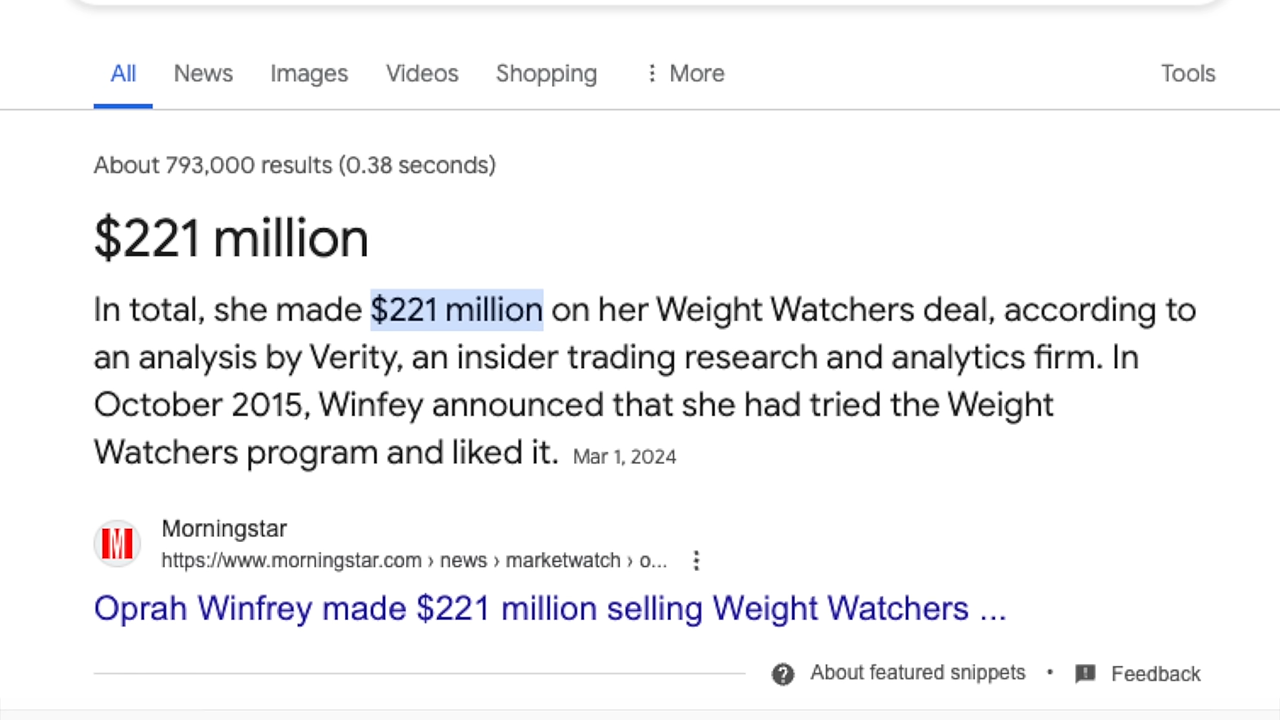 All News Images Videos Shopping ⋮ More Tools
About 793,000 results (0.38 seconds)
$221 million
In total, she made $221 million on her Weight Watchers deal, according to
an analysis by Verity, an insider trading research and analytics firm. In
October 2015, Winfey announced that she had tried the Weight
Watchers program and liked it. Mar 1, 2024
M
Morningstar
https://www.morningstar.com › news › marketwatch › o...
Oprah Winfrey made $221 million selling Weight Watchers ...
About featured snippets • Feedback